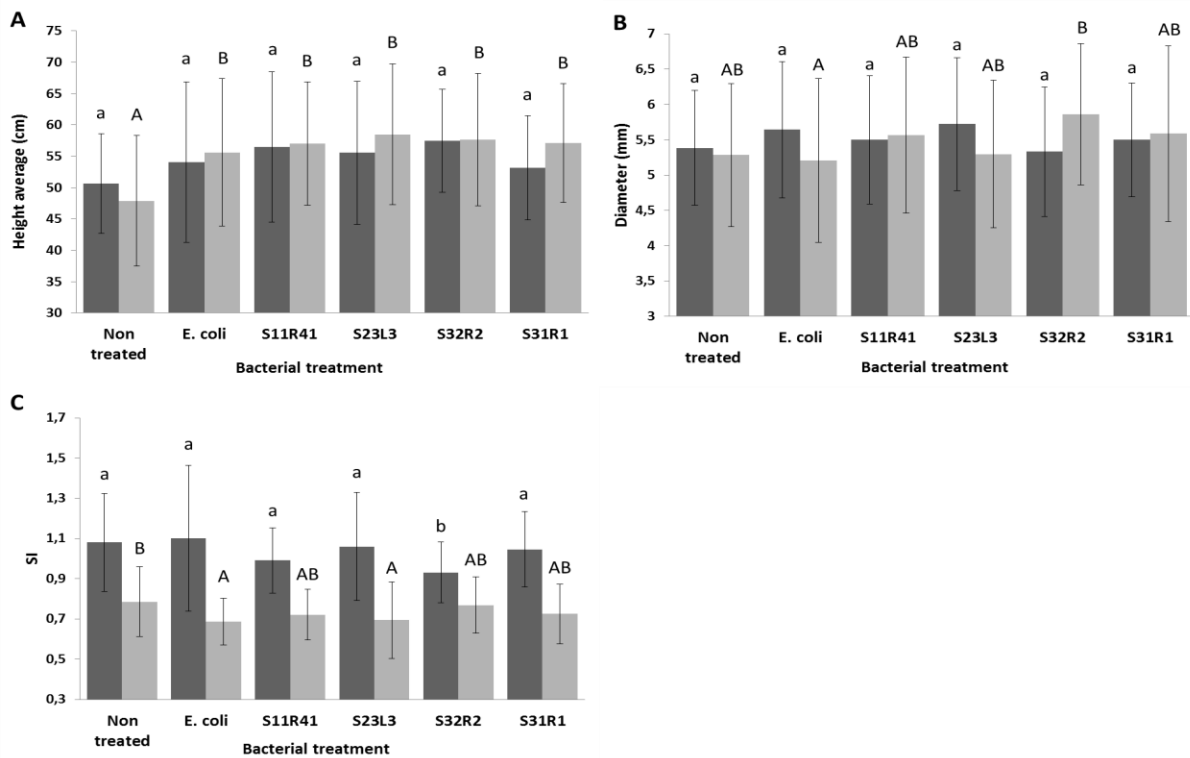 A
75
70
65
60
55
50
45
40
35
30
Height average (cm)
a A a B a B a B a B a B
Non treated E. coli S11R41 S23L3 S32R2 S31R1
Bacterial treatment
B
7
6,5
6
5,5
5
4,5
4
3,5
3
Diameter (mm)
a AB a A a AB a AB a B a AB
Non treated E. coli S11R41 S23L3 S32R2 S31R1
Bacterial treatment
C
1,7
1,5
1,3
1,1
0,9
0,7
0,5
0,3
SI
a B a A a AB a A b AB a AB
Non treated E. coli S11R41 S23L3 S32R2 S31R1
Bacterial treatment